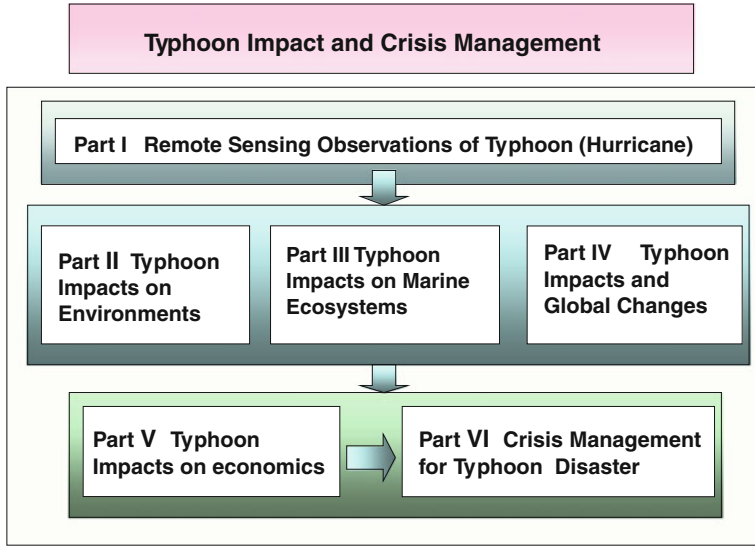 Typhoon Impact and Crisis Management
Part I Remote Sensing Observations of Typhoon (Hurricane)
Part II Typhoon
Impacts on
Environments
Part III Typhoon
Impacts on Marine
Ecosystems
Part IV Typhoon
Impacts and
Global Changes
Part V Typhoon
Impacts on economics
Part VI Crisis Management
for Typhoon Disaster